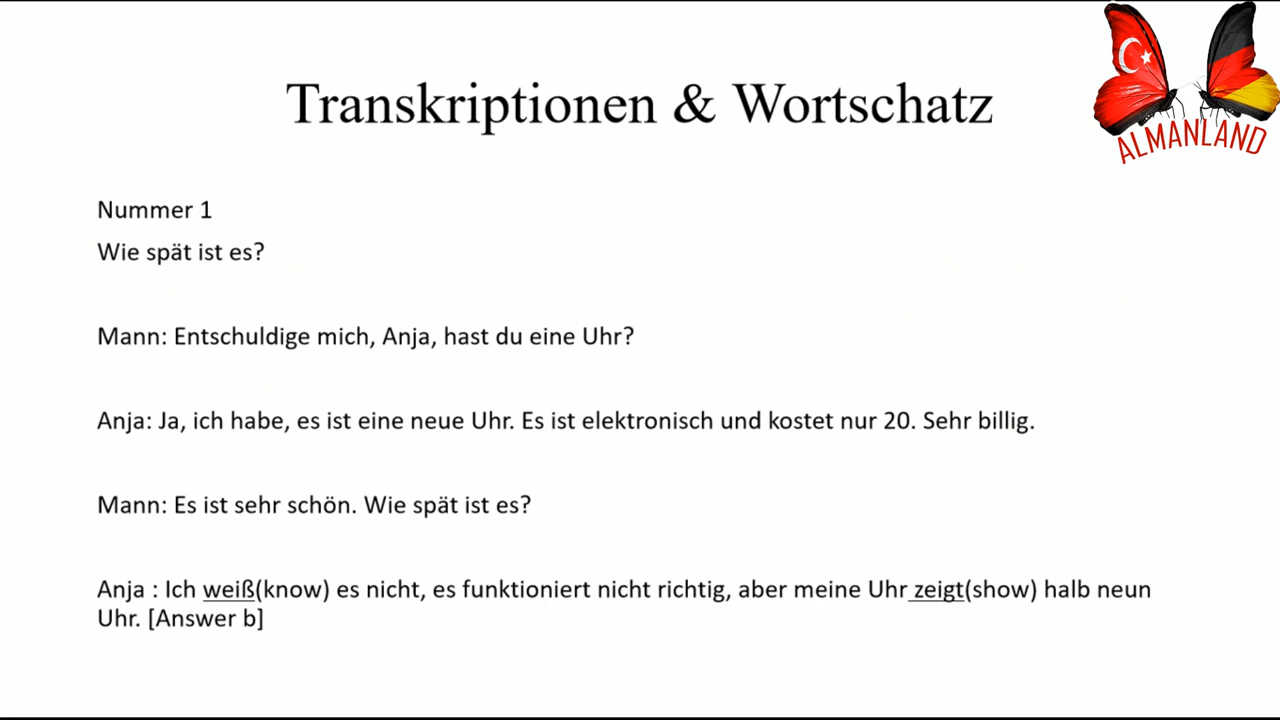 Transkriptionen & Wortschatz
ALMANLAND
Nummer 1
Wie spät ist es?
Mann: Entschuldige mich, Anja, hast du eine Uhr?
Anja: Ja, ich habe, es ist eine neue Uhr. Es ist elektronisch und kostet nur 20. Sehr billig.
Mann: Es ist sehr schön. Wie spät ist es?
Anja : Ich weiß(know) es nicht, es funktioniert nicht richtig, aber meine Uhr zeigt(show) halb neun
Uhr. [Answer b]